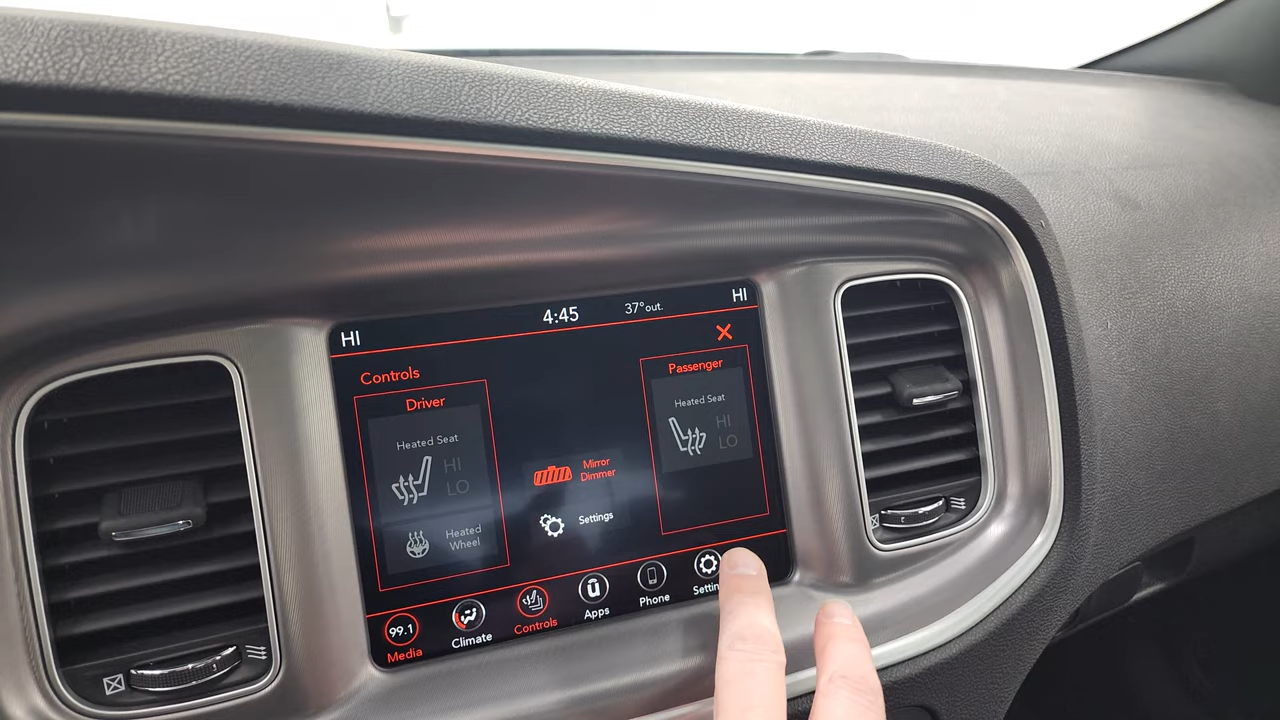 HI
4:45
37° out.
HI
Controls
Driver
Heated Seat
HI
LO
Heated
Wheel
Mirror
Dimmer
Settings
Passenger
Heated Seat
HI
LO
99.1
Media
Climate
Controls
Apps
Phone
Settin